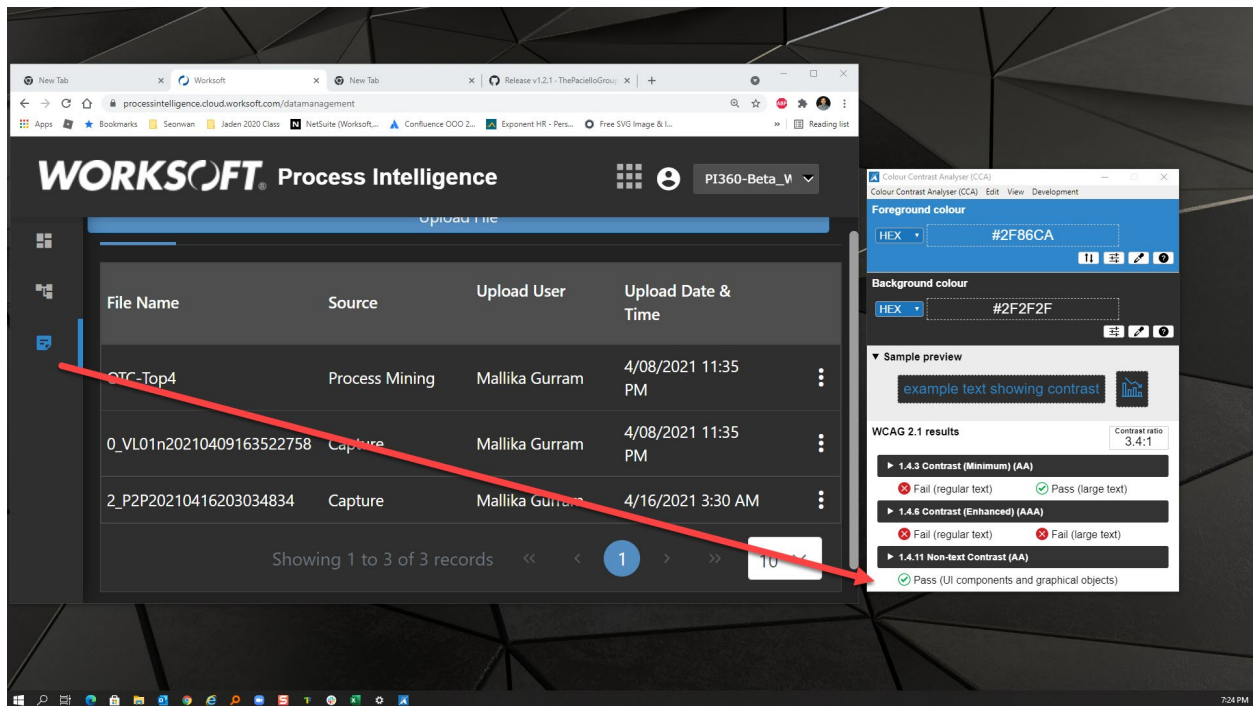 New Tab
Worksoft
New Tab
Release v1.2.1 · ThePacielloGroup
processintelligence.cloud.worksoft.com/datamanagement
Apps
Bookmarks
Seonwan
Jaden 2020 Class
NetSuite (Worksoft,...
Confluence OOO 2...
Exponent HR - Pers...
Free SVG Image & I...
»
Reading list
WORKSOFT® Process Intelligence
PI360-Beta_W
Upload File
File Name Source Upload User Upload Date &
Time
OTC-Top4 Process Mining Mallika Gurram 4/08/2021 11:35
PM
0_VL01n20210409163522758 Capture Mallika Gurram 4/08/2021 11:35
PM
2_P2P20210416203034834 Capture Mallika Gurram 4/16/2021 3:30 AM
Showing 1 to 3 of 3 records « < 1 > » 10
Colour Contrast Analyser (CCA)
Colour Contrast Analyser (CCA) Edit View Development
Foreground colour
HEX #2F86CA
Background colour
HEX #2F2F2F
Sample preview
example text showing contrast
WCAG 2.1 results
Contrast ratio
3.4:1
1.4.3 Contrast (Minimum) (AA)
Fail (regular text) Pass (large text)
1.4.6 Contrast (Enhanced) (AAA)
Fail (regular text) Fail (large text)
1.4.11 Non-text Contrast (AA)
Pass (UI components and graphical objects)
7:24 PM